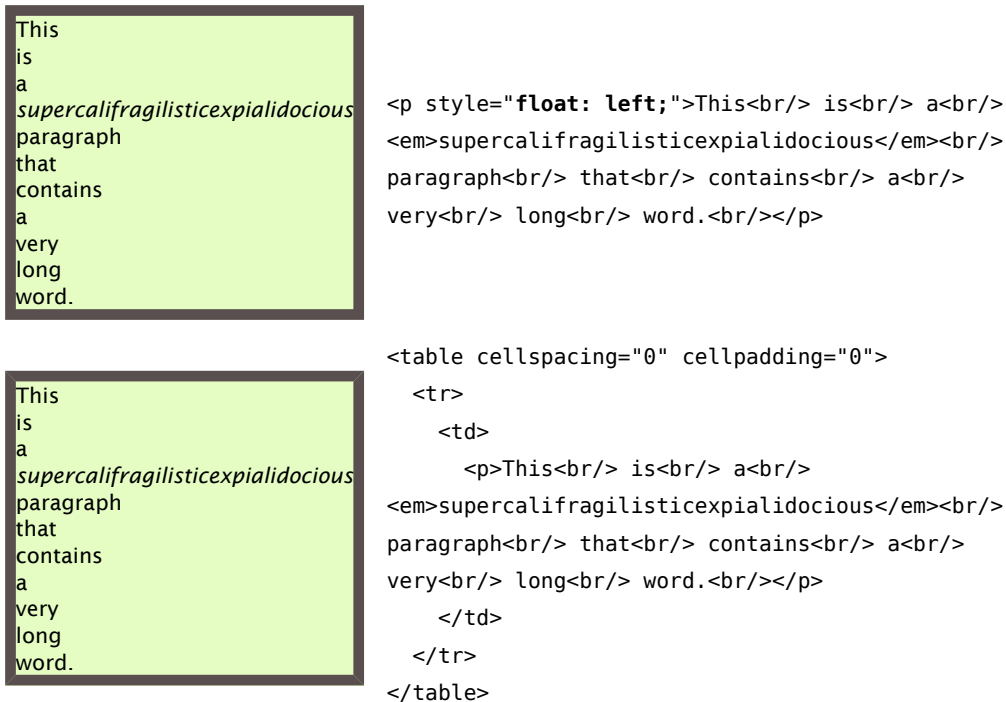 This
is
a
supercalifragilisticexpialidocious
paragraph
that
contains
a
very
long
word.
<p style="float: left;">This<br/> is<br/> a<br/>
<em>supercalifragilisticexpialidocious</em><br/>
paragraph<br/> that<br/> contains<br/> a<br/>
very<br/> long<br/> word.<br/></p>
This
is
a
supercalifragilisticexpialidocious
paragraph
that
contains
a
very
long
word.
<table cellspacing="0" cellpadding="0">
  <tr>
    <td>
      <p>This<br/> is<br/> a<br/>
<em>supercalifragilisticexpialidocious</em><br/>
paragraph<br/> that<br/> contains<br/> a<br/>
very<br/> long<br/> word.<br/></p>
    </td>
  </tr>
</table>